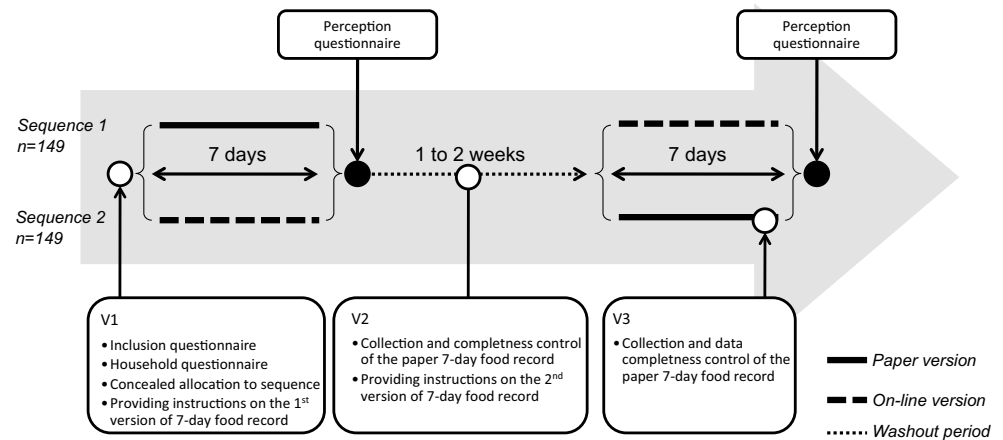 Perception
questionnaire
Perception
questionnaire
Sequence 1
n=149
7 days
1 to 2 weeks
7 days
Sequence 2
n=149
V1
•Inclusion questionnaire
•Household questionnaire
•Concealed allocation to sequence
•Providing instructions on the 1st
version of 7-day food record
V2
•Collection and completness control
of the paper 7-day food record
•Providing instructions on the 2nd
version of 7-day food record
V3
•Collection and data
completness control of the
paper 7-day food record
Paper version
On-line version
Washout period